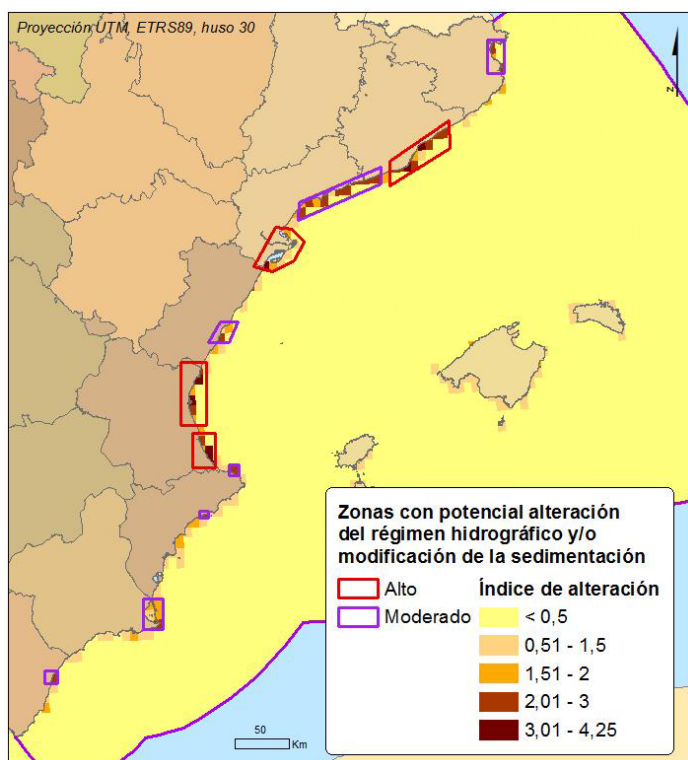 Proyección UTM, ETRS89, huso 30
N
Zonas con potencial alteración
del régimen hidrográfico y/o
modificación de la sedimentación
Alto
Moderado
Índice de alteración
< 0,5
0,51 - 1,5
1,51 - 2
2,01 - 3
3,01 - 4,25
50
Km